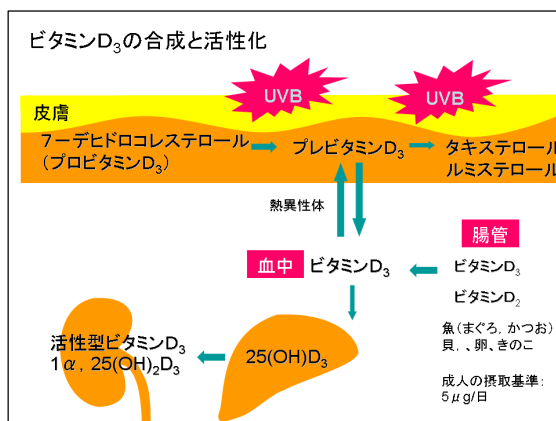 ビタミンD3の合成と活性化
UVB
UVB
皮膚
7ーデヒドロコレステロール
(プロビタミンD3)
プレビタミンD3
タキステロール
ルミステロール
熱異性体
腸管
血中
ビタミンD3
ビタミンD3
ビタミンD2
魚(まぐろ, かつお)
貝, 、卵、きのこ
成人の摂取基準:
5μg/日
活性型ビタミンD3
1α, 25(OH)2D3
25(OH)D3